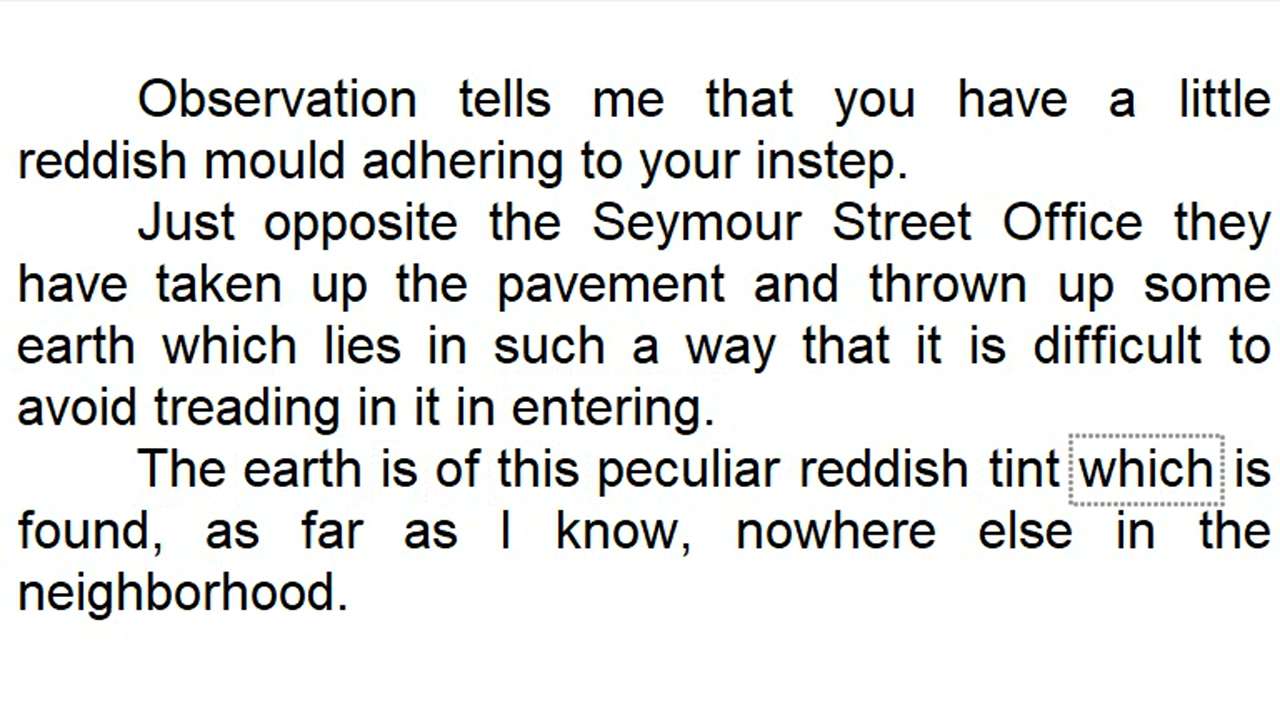 Observation tells me that you have a little
reddish mould adhering to your instep.
Just opposite the Seymour Street Office they
have taken up the pavement and thrown up some
earth which lies in such a way that it is difficult to
avoid treading in it in entering.
The earth is of this peculiar reddish tint which is
found, as far as I know, nowhere else in the
neighborhood.